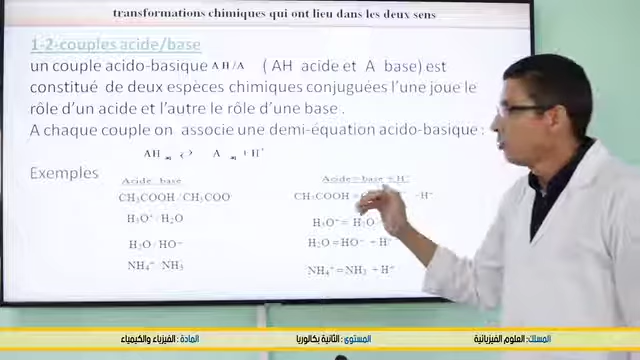 transformations chimiques qui ont lieu dans les deux sens
1-2-couples acide/base
un couple acido-basique AH/A ( AH acide et A base) est
constitué de deux espèces chimiques conjuguées l'une joue le
rôle d'un acide et l'autre le rôle d'une base .
A chaque couple on associe une demi-équation acido-basique :
AH A + H⁺
Exemples
Acide base
CH₃COOH / CH₃COO
H₃O⁺ / H₂O
H₂O / HO⁻
NH₄⁺ NH₃
Acide = base + H⁺
CH₃COOH = H⁺
H₃O⁺ = H₂O
H₂O = HO⁻ + H
NH₄⁺ = NH₃ + H⁺
المسلك: العلوم الفيزيائية
المستوى: الثانية بكالوريا
المادة: الفيزياء والكيمياء